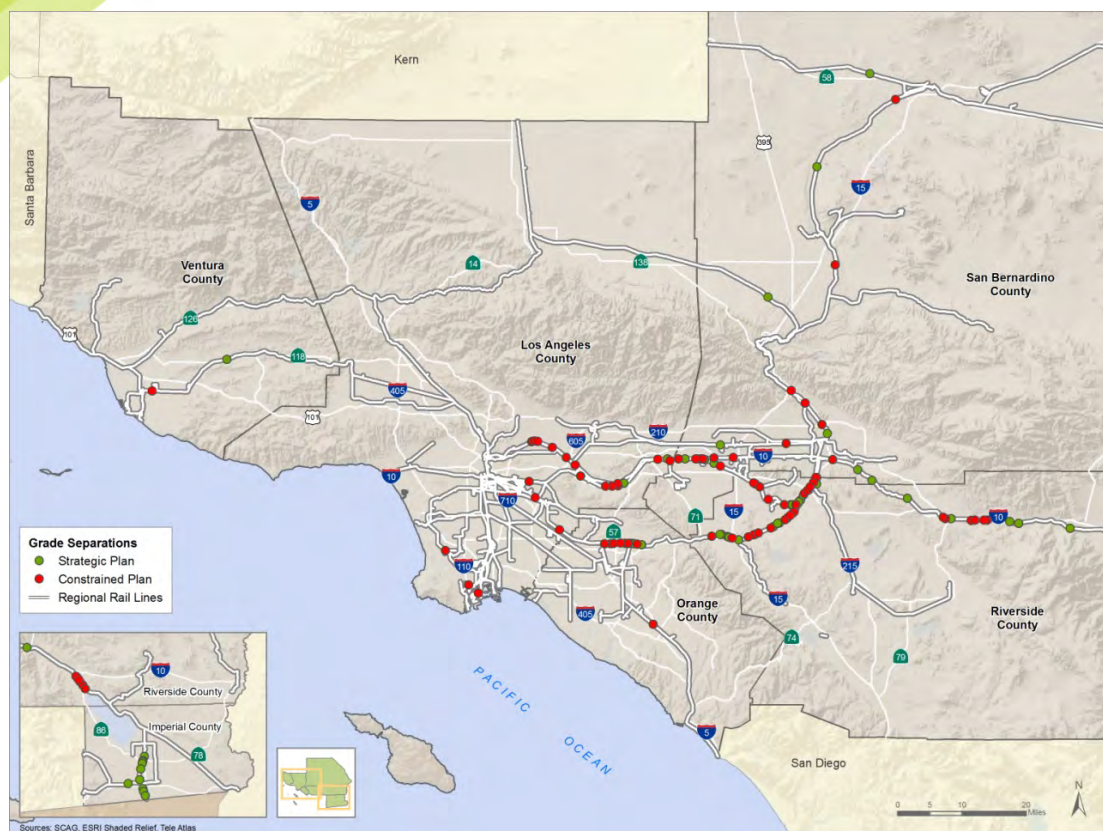 Kern
58
395
15
Santa Barbara
5
14
138
Ventura
County
San Bernardino
County
126
101
118
Los Angeles
County
405
101
210
605
10
10
710
15
71
57
10
110
215
405
15
Orange
County
Riverside
County
74
79
Grade Separations
Strategic Plan
Constrained Plan
Regional Rail Lines
PACIFIC
OCEAN
10
Riverside County
Imperial County
86
78
5
San Diego
N
0 5 10 20
Miles
Sources: SCAG, ESRI Shaded Relief, Tele Atlas